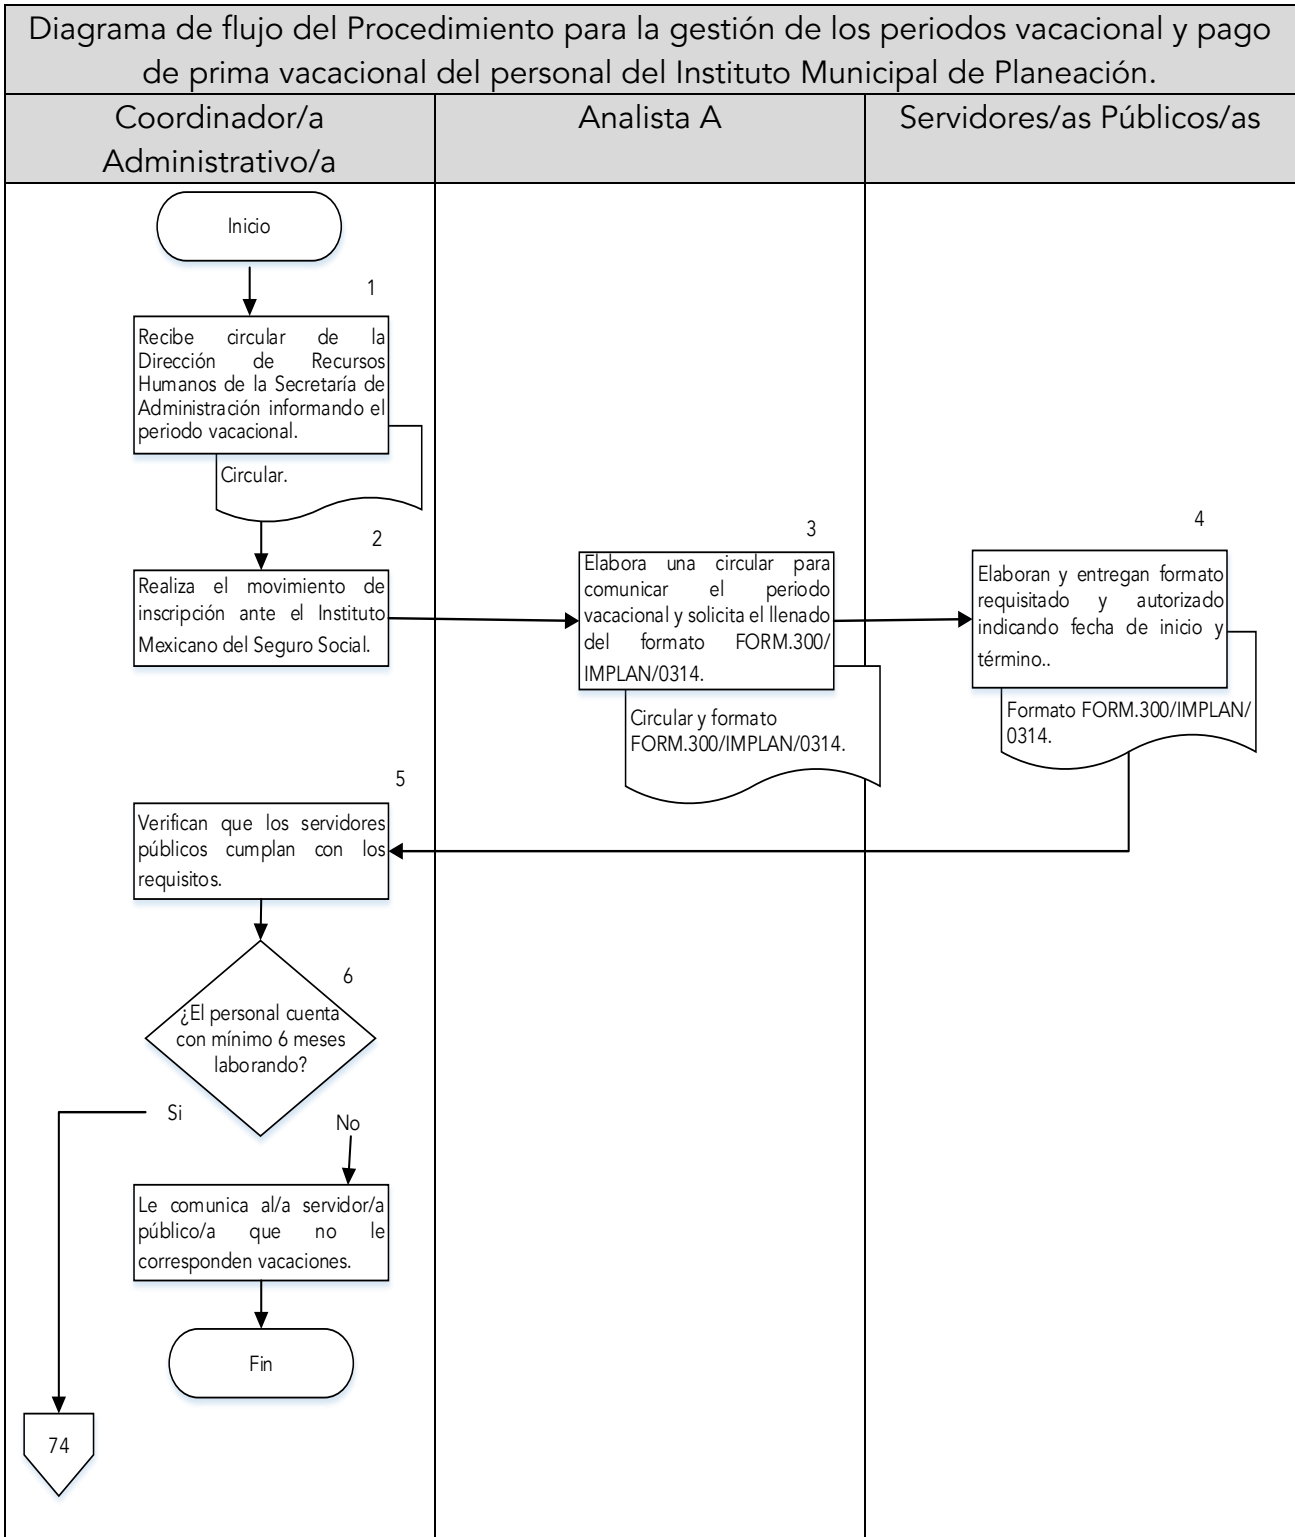 Diagrama de flujo del Procedimiento para la gestión de los periodos vacacional y pago
de prima vacacional del personal del Instituto Municipal de Planeación.
Coordinador/a
Administrativo/a
Analista A
Servidores/as Públicos/as
Inicio
1
Recibe circular de la
Dirección de Recursos
Humanos de la Secretaría de
Administración informando el
periodo vacacional.
Circular.
2
Realiza el movimiento de
inscripción ante el Instituto
Mexicano del Seguro Social.
3
Elabora una circular para
comunicar el periodo
vacacional y solicita el llenado
del formato FORM.300/
IMPLAN/0314.
Circular y formato
FORM.300/IMPLAN/0314.
4
Elaboran y entregan formato
requisitado y autorizado
indicando fecha de inicio y
término..
Formato FORM.300/IMPLAN/
0314.
5
Verifican que los servidores
públicos cumplan con los
requisitos.
6
¿El personal cuenta
con mínimo 6 meses
laborando?
Si
No
Le comunica al/a servidor/a
público/a que no le
corresponden vacaciones.
Fin
74